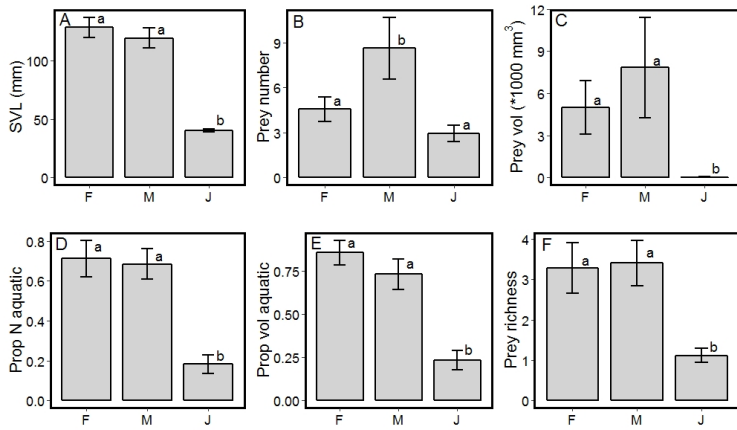 A
SVL (mm)
100
50
0
a
a
b
F M J
B
Prey number
9
6
3
0
a
b
a
F M J
C
Prey vol (*1000 mm³)
12
9
6
3
0
a
a
b
F M J
D
Prop N aquatic
0.8
0.6
0.4
0.2
0.0
a
a
b
F M J
E
Prop vol aquatic
0.75
0.50
0.25
0.00
a
a
b
F M J
F
Prey richness
4
3
2
1
0
a
a
b
F M J